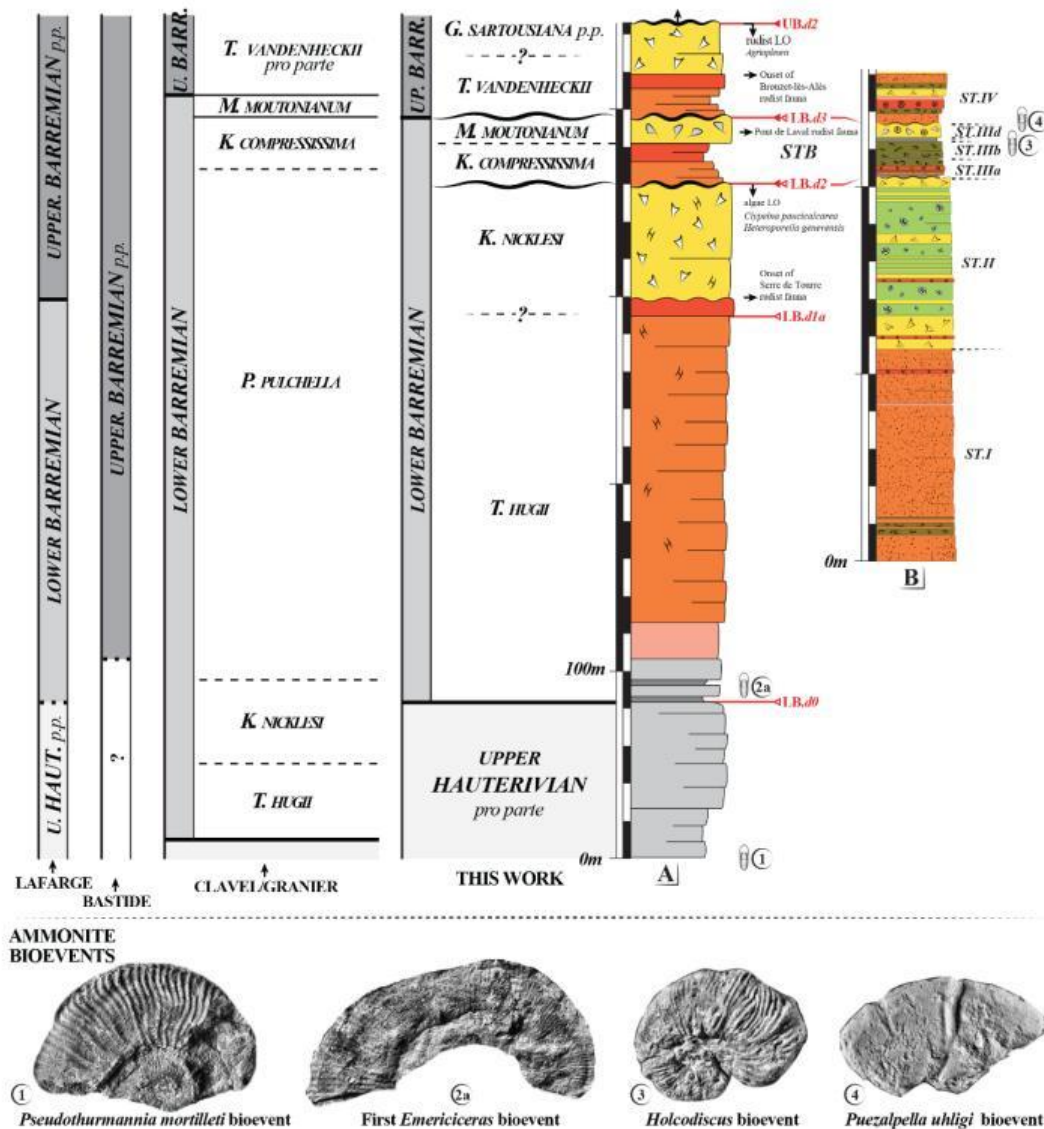 U. BARR.
T. VANDENHECKII
pro parte
M. MOUTONIANUM
K. COMPRESSISSIMA
P. PULCHELLA
K. NICKLESI
T. HUGII
LOWER BARREMIAN
UPPER. BARREMIAN p.p.
LOWER BARREMIAN
U. HAUT. p.p.
UPPER. BARREMIAN p.p.
?
LAFARGE
BASTIDE
CLAVEL/GRANIER
UP. BARR.
LOWER BARREMIAN
G. SARTOUSIANA p.p.
?
T. VANDENHECKII
M. MOUTONIANUM
K. COMPRESSISSIMA
K. NICKLESI
?
T. HUGII
UPPER
HAUTERIVIAN
pro parte
THIS WORK
100m
0m
A
UB.d2
rudist LO
Agriopleura
Onset of
Brouzet-lès-Alès
rudist fauna
LB.d3
Pont de Laval rudist fauna
STB
LB.d2
algae LO
Clypeina paucicalcarea
Heteroporella genevensis
Onset of
Serre de Tourre
rudist fauna
LB.d1a
2a
LB.d0
1
ST.IV
4
ST.IIId
3
ST.IIIb
ST.IIIa
ST.II
ST.I
0m
B
AMMONITE
BIOEVENTS
1
2a
3
4
Pseudothurmannia mortilleti bioevent
First Emericiceras bioevent
Holcodiscus bioevent
Puezalpella uhligi bioevent